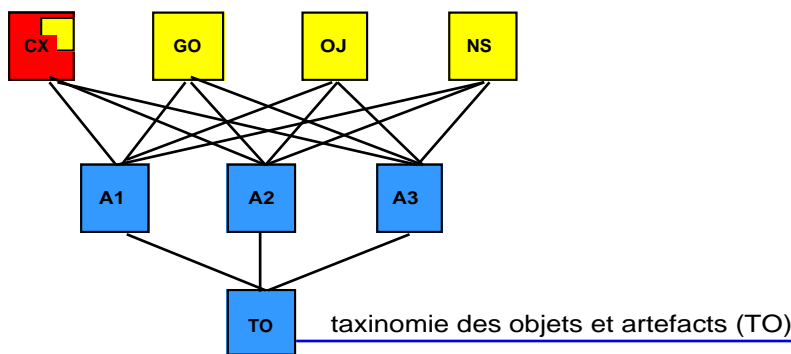 CX GO OJ NS
A1 A2 A3
TO taxinomie des objets et artefacts (TO)